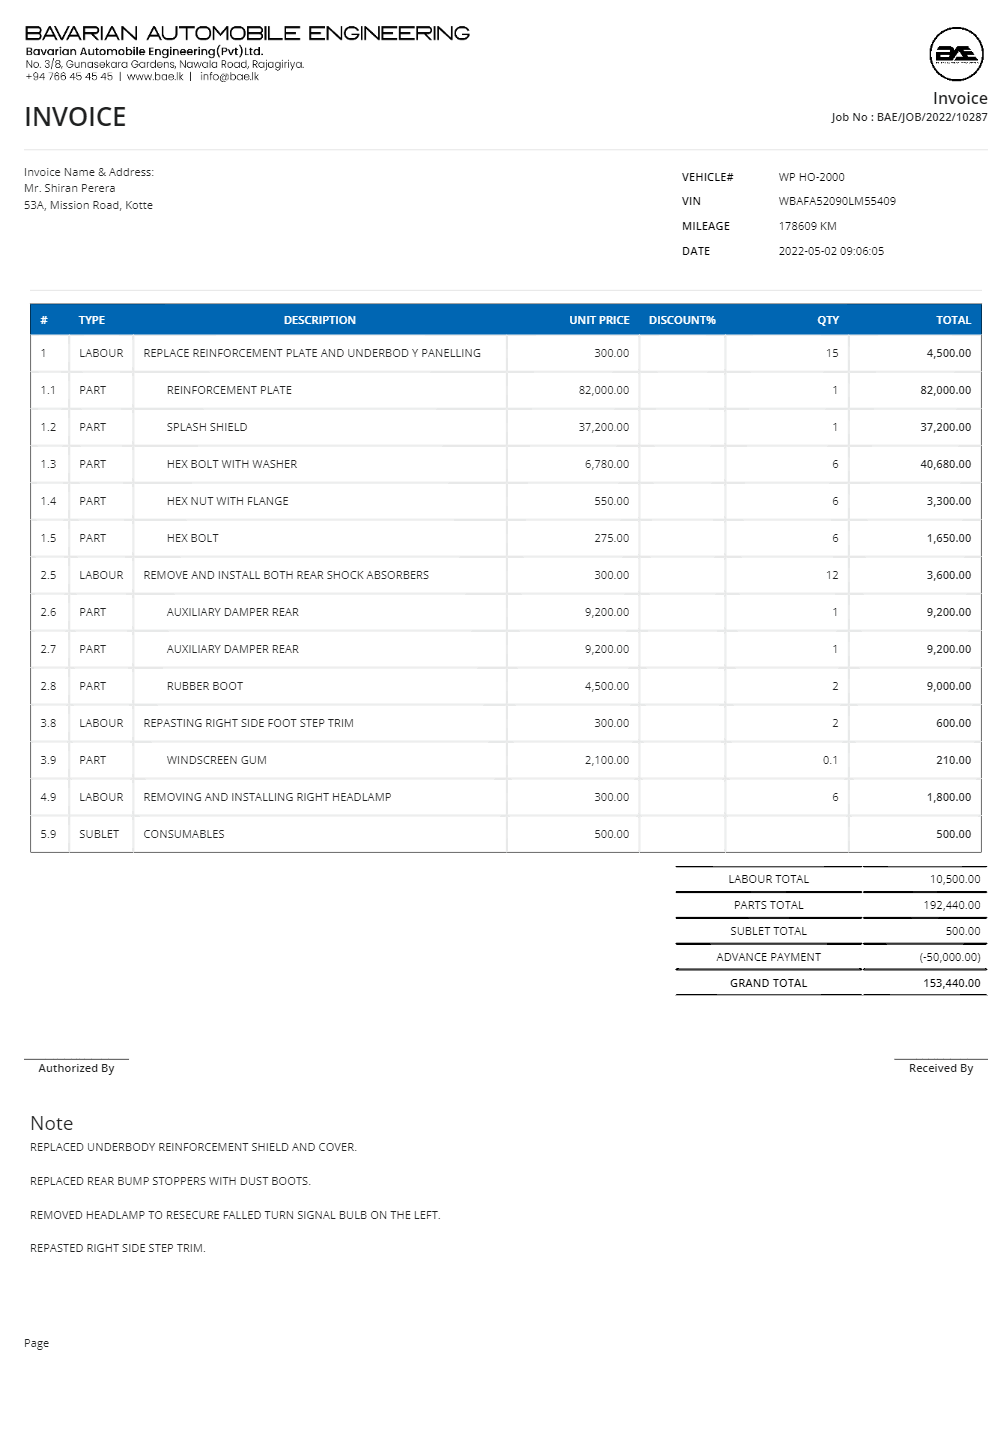 BAVARIAN AUTOMOBILE ENGINEERING
Bavarian Automobile Engineering(Pvt)Ltd.
No. 3/8, Gunasekara Gardens, Nawala Road, Rajagiriya.
+94 766 45 45 45 | www.bae.lk | info@bae.lk
BAE
Invoice
INVOICE
Job No : BAE/JOB/2022/10287
Invoice Name & Address:
Mr. Shiran Perera
53A, Mission Road, Kotte
VEHICLE# WP HO-2000
VIN WBAFA52090LM55409
MILEAGE 178609 KM
DATE 2022-05-02 09:06:05
# TYPE DESCRIPTION UNIT PRICE DISCOUNT% QTY TOTAL
1 LABOUR REPLACE REINFORCEMENT PLATE AND UNDERBOD Y PANELLING 300.00 15 4,500.00
1.1 PART REINFORCEMENT PLATE 82,000.00 1 82,000.00
1.2 PART SPLASH SHIELD 37,200.00 1 37,200.00
1.3 PART HEX BOLT WITH WASHER 6,780.00 6 40,680.00
1.4 PART HEX NUT WITH FLANGE 550.00 6 3,300.00
1.5 PART HEX BOLT 275.00 6 1,650.00
2.5 LABOUR REMOVE AND INSTALL BOTH REAR SHOCK ABSORBERS 300.00 12 3,600.00
2.6 PART AUXILIARY DAMPER REAR 9,200.00 1 9,200.00
2.7 PART AUXILIARY DAMPER REAR 9,200.00 1 9,200.00
2.8 PART RUBBER BOOT 4,500.00 2 9,000.00
3.8 LABOUR REPASTING RIGHT SIDE FOOT STEP TRIM 300.00 2 600.00
3.9 PART WINDSCREEN GUM 2,100.00 0.1 210.00
4.9 LABOUR REMOVING AND INSTALLING RIGHT HEADLAMP 300.00 6 1,800.00
5.9 SUBLET CONSUMABLES 500.00 500.00
LABOUR TOTAL 10,500.00
PARTS TOTAL 192,440.00
SUBLET TOTAL 500.00
ADVANCE PAYMENT (-50,000.00)
GRAND TOTAL 153,440.00
Authorized By Received By
Note
REPLACED UNDERBODY REINFORCEMENT SHIELD AND COVER.
REPLACED REAR BUMP STOPPERS WITH DUST BOOTS.
REMOVED HEADLAMP TO RESECURE FALLED TURN SIGNAL BULB ON THE LEFT.
REPASTED RIGHT SIDE STEP TRIM.
Page